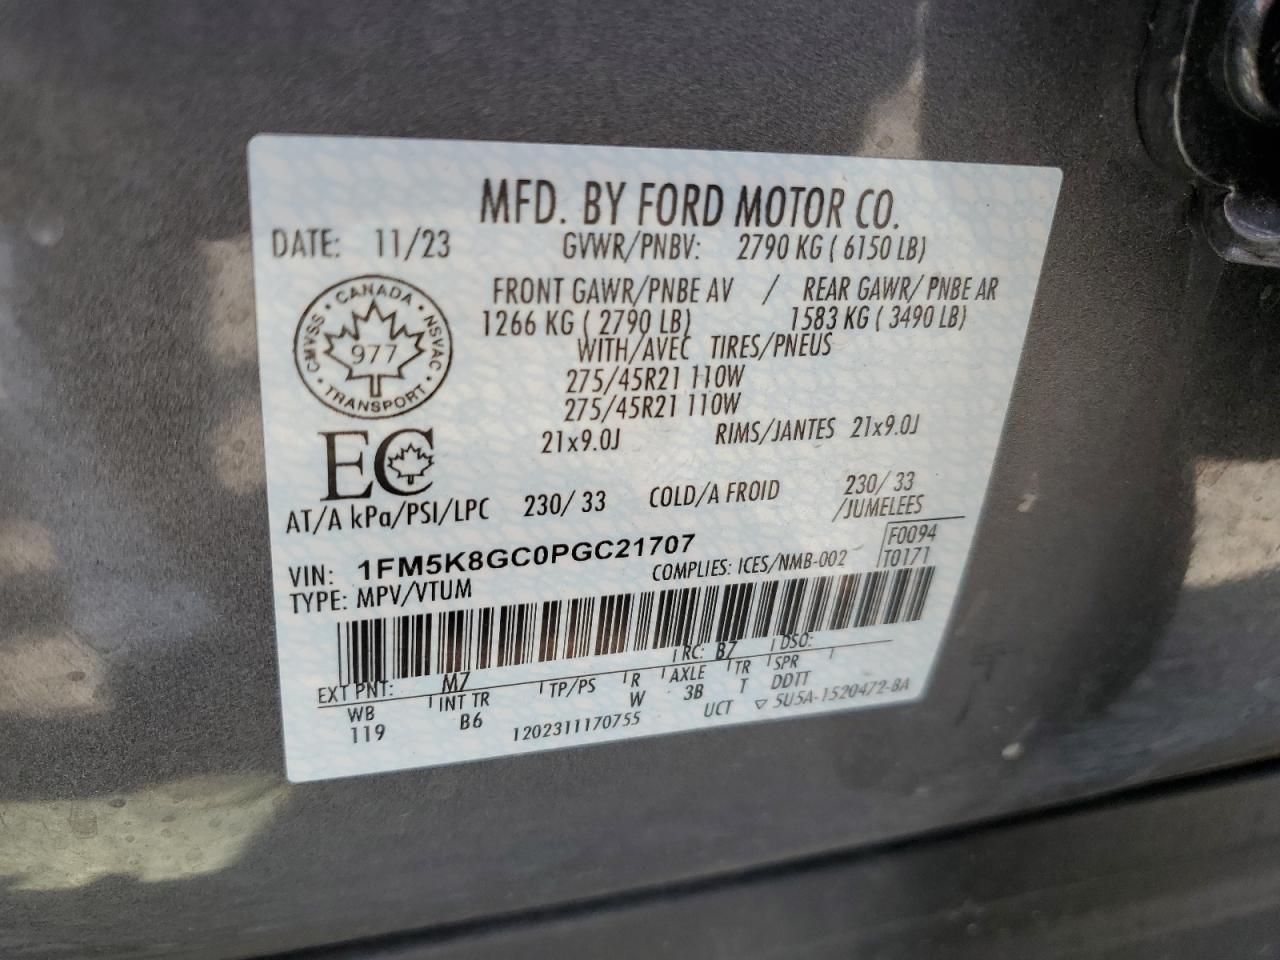 MFD. BY FORD MOTOR CO.
DATE: 11/23 GVWR/PNBV: 2790 KG ( 6150 LB)
FRONT GAWR/PNBE AV / REAR GAWR/ PNBE AR
1266 KG ( 2790 LB) 1583 KG ( 3490 LB)
WITH/AVEC TIRES/PNEUS
275/45R21 110W
275/45R21 110W
21x9.0J RIMS/JANTES 21x9.0J
CANADA
CMVSS 977 NSVAC
TRANSPORT
EC
AT/A kPa/PSI/LPC 230/ 33 COLD/A FROID 230/ 33
/JUMELEES
F0094
T0171
VIN: 1FM5K8GC0PGC21707
COMPLIES: ICES/NMB-002
TYPE: MPV/VTUM
EXT PNT: MZ RC: B7 DSO:
WB INT TR TP/PS R AXLE TR SPR
119 B6 W 3B T DDTT
1202311170755 UCT ▽ 5U5A-1520472-BA